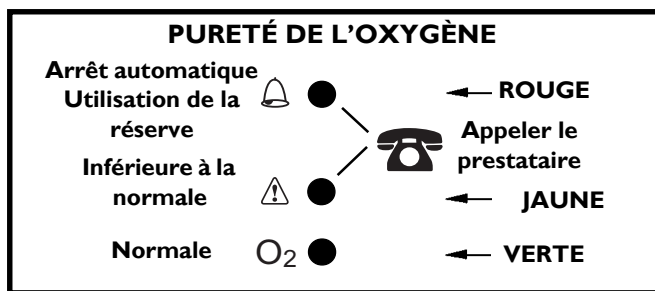 PURETÉ DE L'OXYGÈNE
Arrêt automatique
Utilisation de la
réserve
ROUGE
Appeler le
prestataire
Inférieure à la
normale
JAUNE
Normale
O₂
VERTE